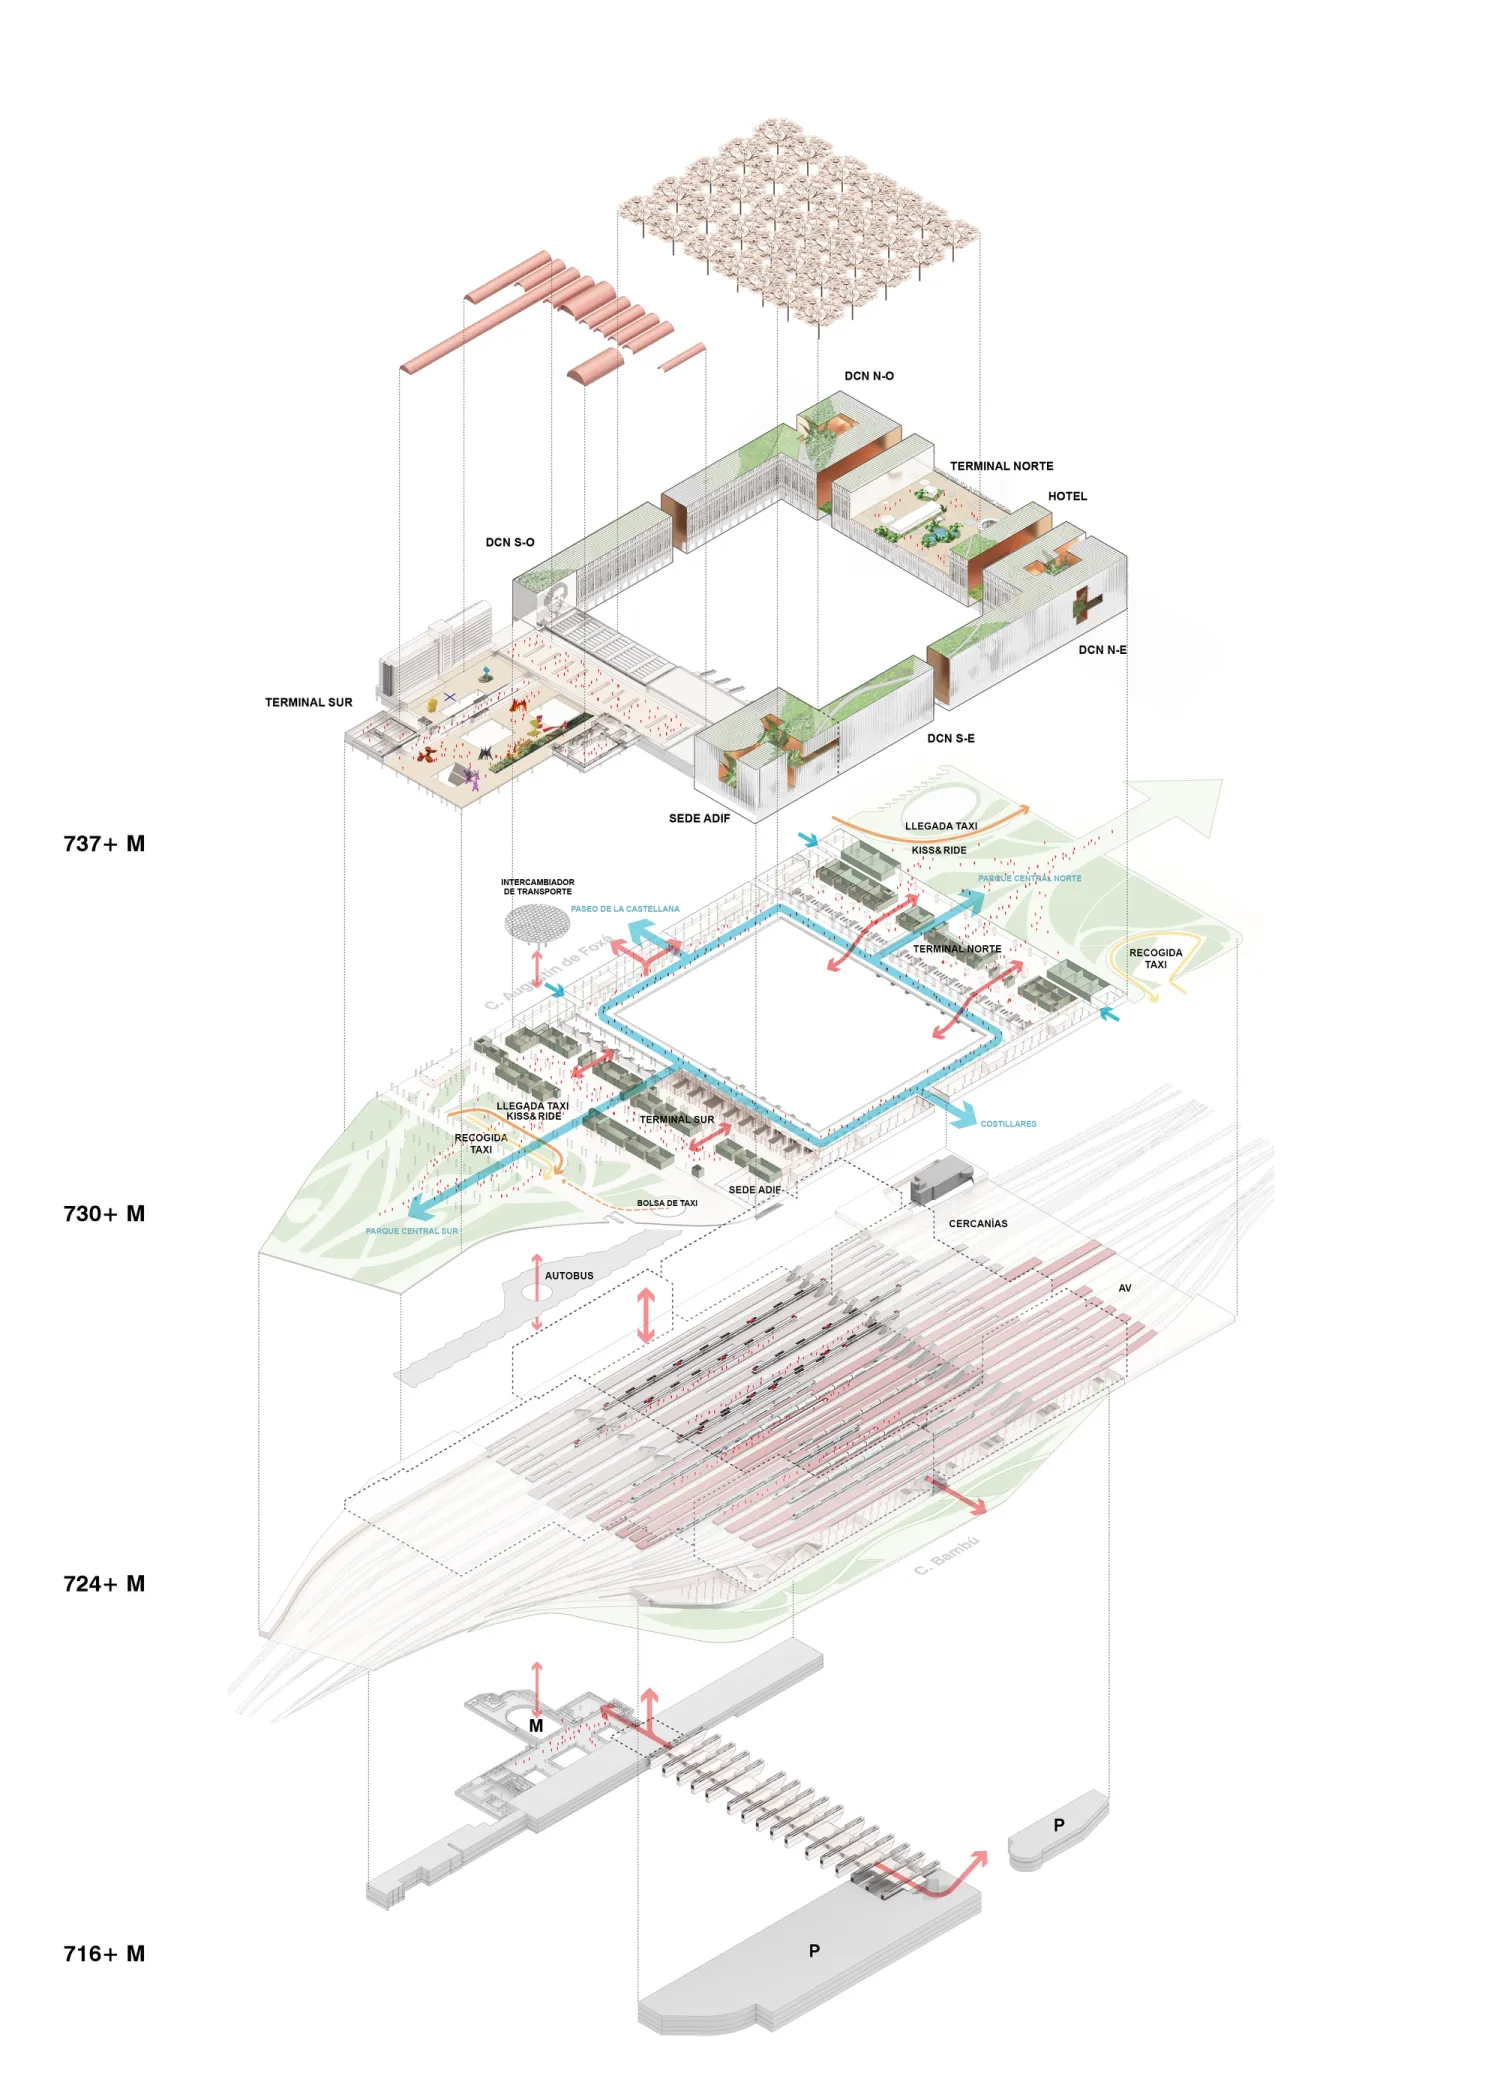 DCN N-O
TERMINAL NORTE
HOTEL
DCN S-O
DCN N-E
TERMINAL SUR
DCN S-E
SEDE ADIF
737+ M
LLEGADA TAXI
KISS&RIDE
PARQUE CENTRAL NORTE
INTERCAMBIADOR
DE TRANSPORTE
PASEO DE LA CASTELLANA
C. Augustin de Foxá
TERMINAL NORTE
RECOGIDA
TAXI
LLEGADA TAXI
KISS&RIDE
RECOGIDA
TAXI
TERMINAL SUR
COSTILLARES
SEDE ADIF
BOLSA DE TAXI
730+ M
PARQUE CENTRAL SUR
CERCANÍAS
AUTOBUS
AV
C. Bambú
724+ M
M
P
P
716+ M